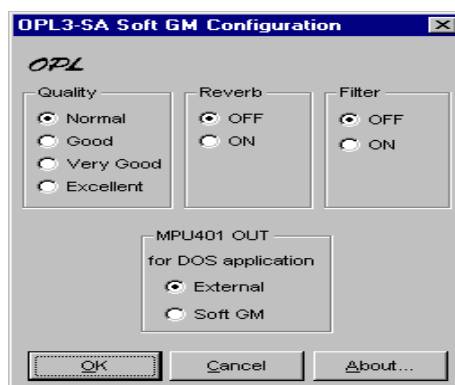 OPL3-SA Soft GM Configuration
OPL
Quality
Normal
Good
Very Good
Excellent
Reverb
OFF
ON
Filter
OFF
ON
MPU401 OUT
for DOS application
External
Soft GM
OK
Cancel
About...